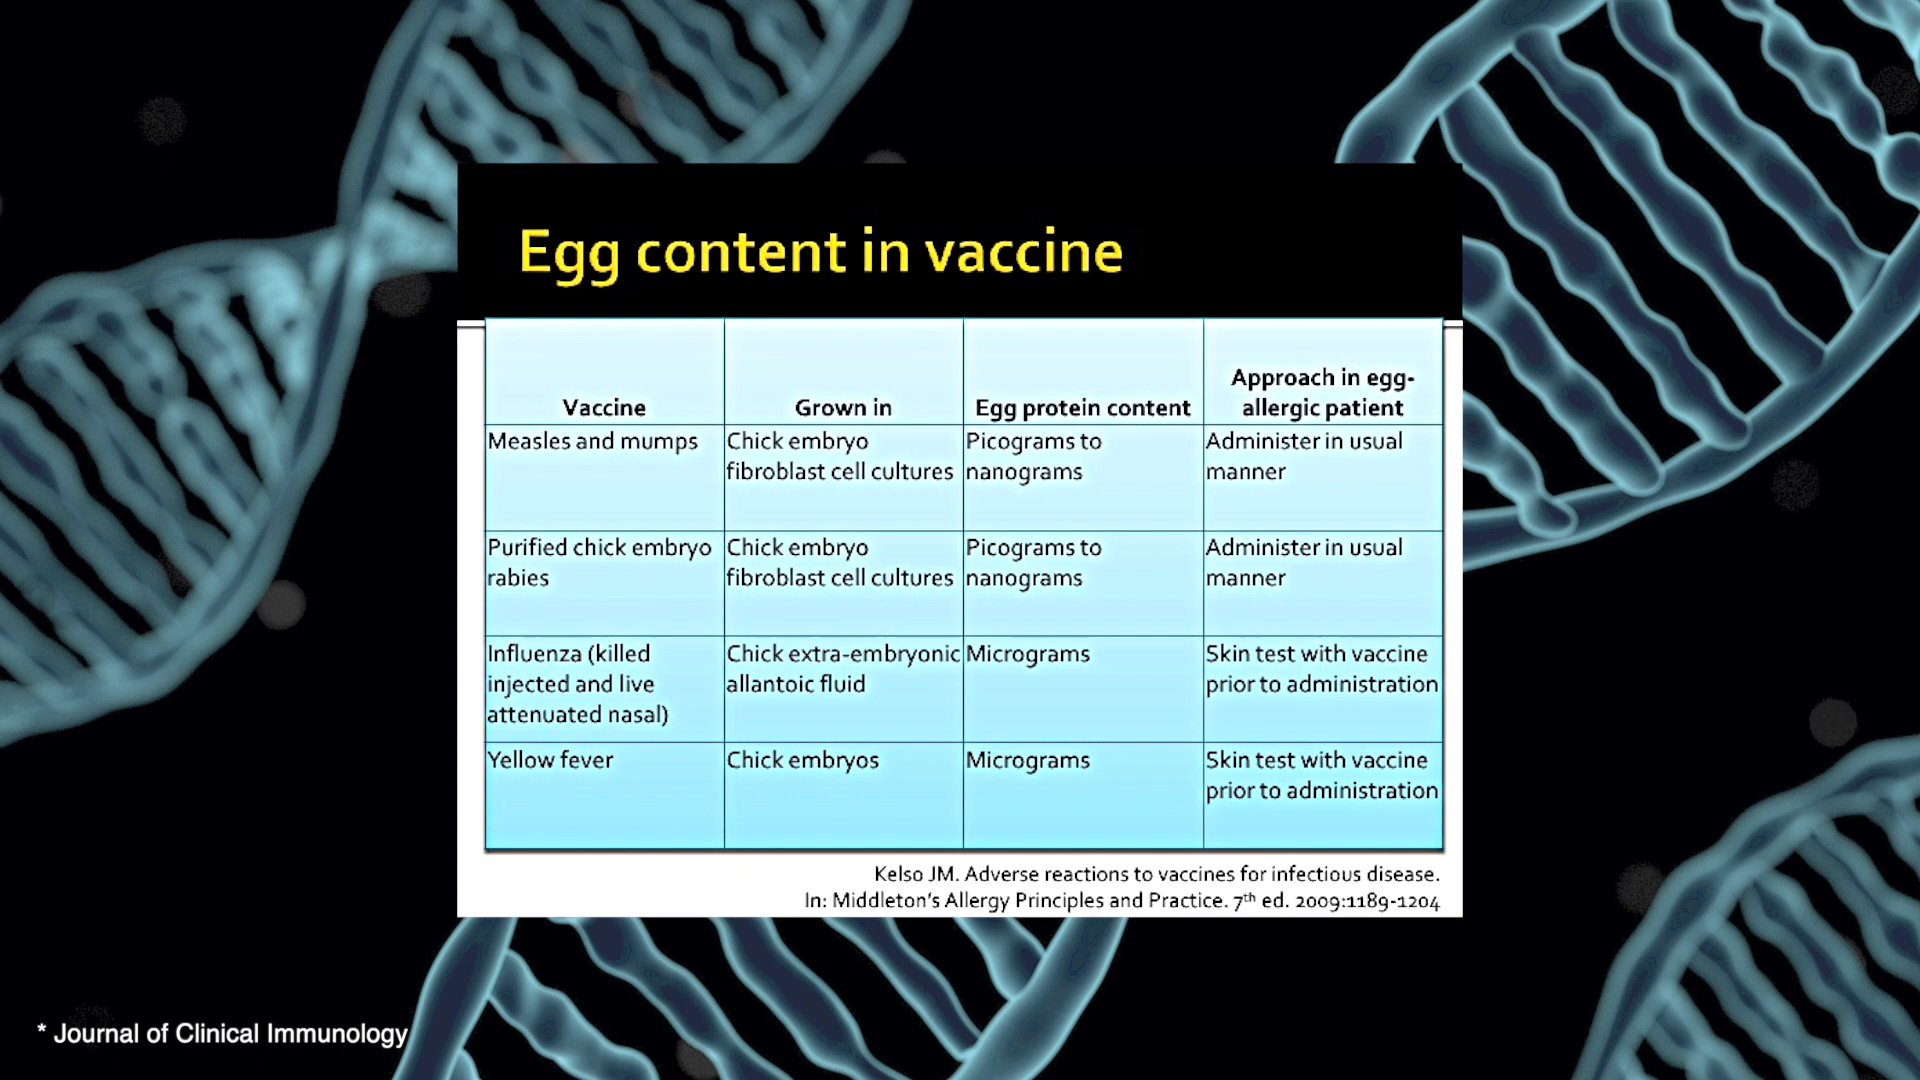 Egg content in vaccine
Vaccine
Grown in
Egg protein content
Approach in egg-
allergic patient
Measles and mumps
Chick embryo
fibroblast cell cultures
Picograms to
nanograms
Administer in usual
manner
Purified chick embryo
rabies
Chick embryo
fibroblast cell cultures
Picograms to
nanograms
Administer in usual
manner
Influenza (killed
injected and live
attenuated nasal)
Chick extra-embryonic
allantoic fluid
Micrograms
Skin test with vaccine
prior to administration
Yellow fever
Chick embryos
Micrograms
Skin test with vaccine
prior to administration
Kelso JM. Adverse reactions to vaccines for infectious disease.
In: Middleton's Allergy Principles and Practice. 7th ed. 2009:1189-1204
* Journal of Clinical Immunology